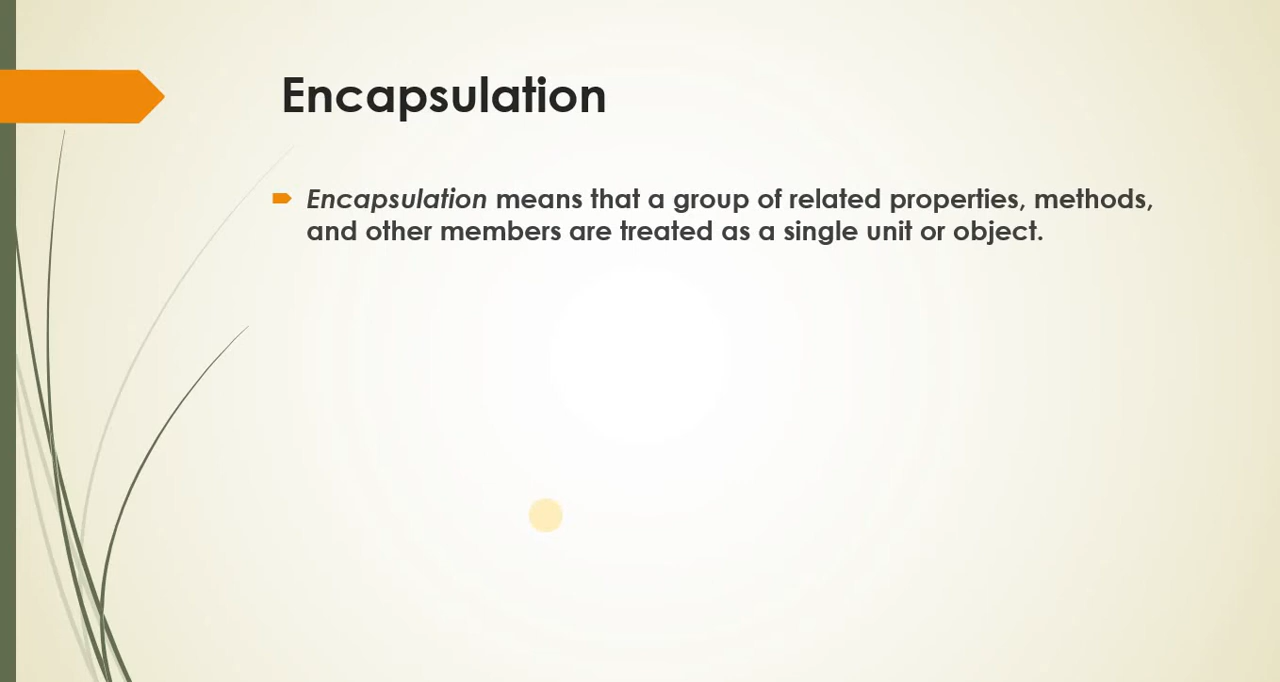 Encapsulation
Encapsulation means that a group of related properties, methods,
and other members are treated as a single unit or object.